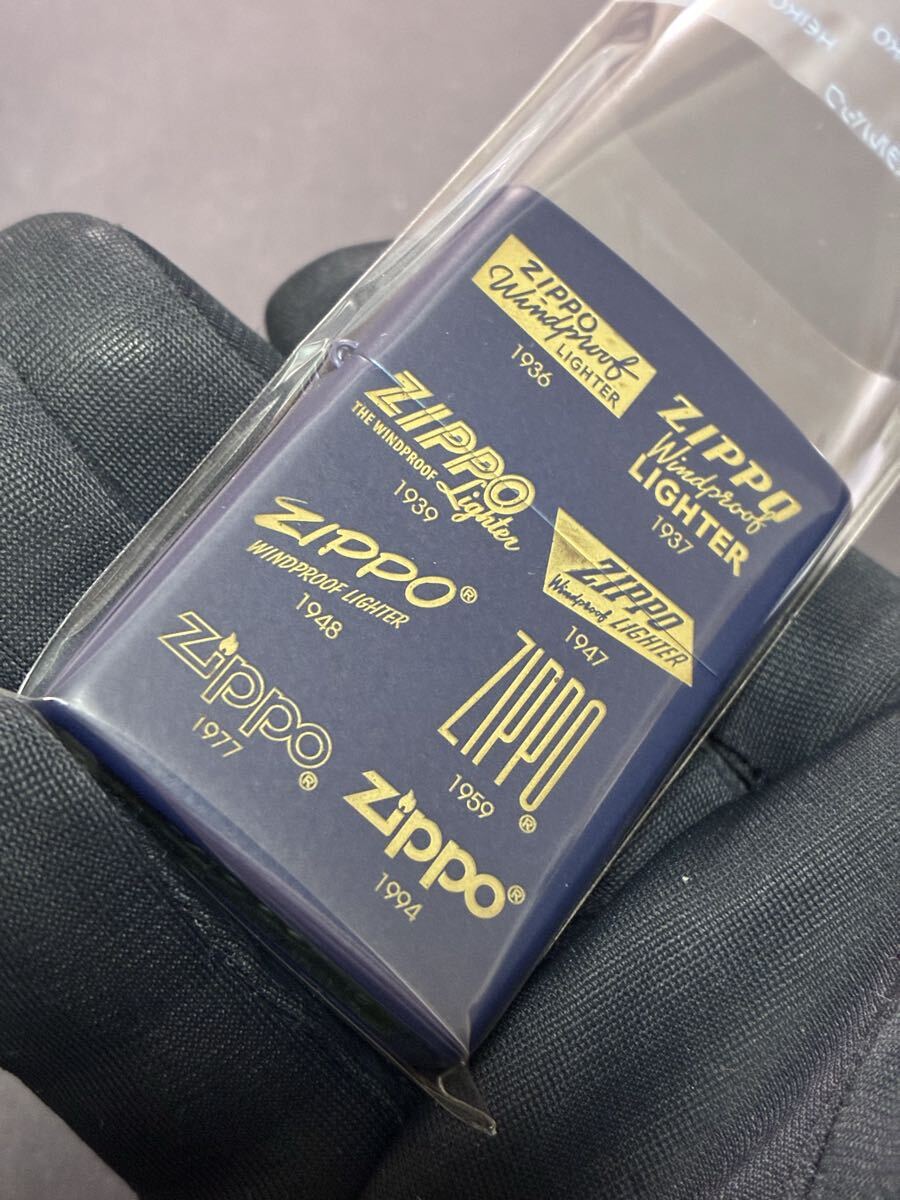 ZIPPO
Windproof
LIGHTER
1936
ZIPPO
Windproof
LIGHTER
1937
ZIPPO
THE WINDPROOF Lighter
1939
ZIPPO
Windproof LIGHTER
1947
ZIPPO®
WINDPROOF LIGHTER
1948
ZIPPO®
1959
Zippo®
1977
Zippo®
1994